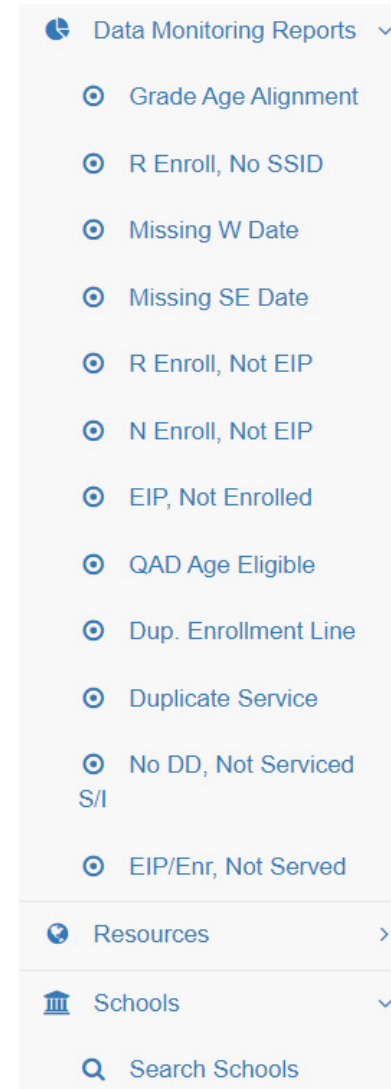 Data Monitoring Reports
Grade Age Alignment
R Enroll, No SSID
Missing W Date
Missing SE Date
R Enroll, Not EIP
N Enroll, Not EIP
EIP, Not Enrolled
QAD Age Eligible
Dup. Enrollment Line
Duplicate Service
No DD, Not Serviced
S/I
EIP/Enr, Not Served
Resources
Schools
Search Schools